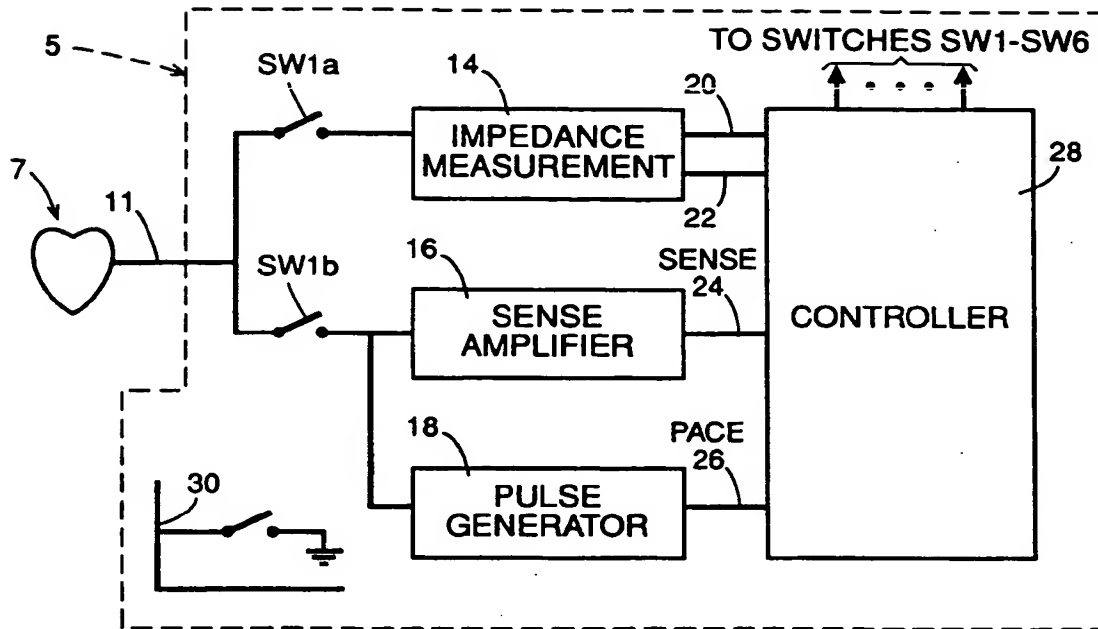 5
TO SWITCHES SW1-SW6
SW1a
14
20
IMPEDANCE
MEASUREMENT
28
7
11
22
SW1b
16
SENSE
24
SENSE
AMPLIFIER
CONTROLLER
18
PACE
26
30
PULSE
GENERATOR